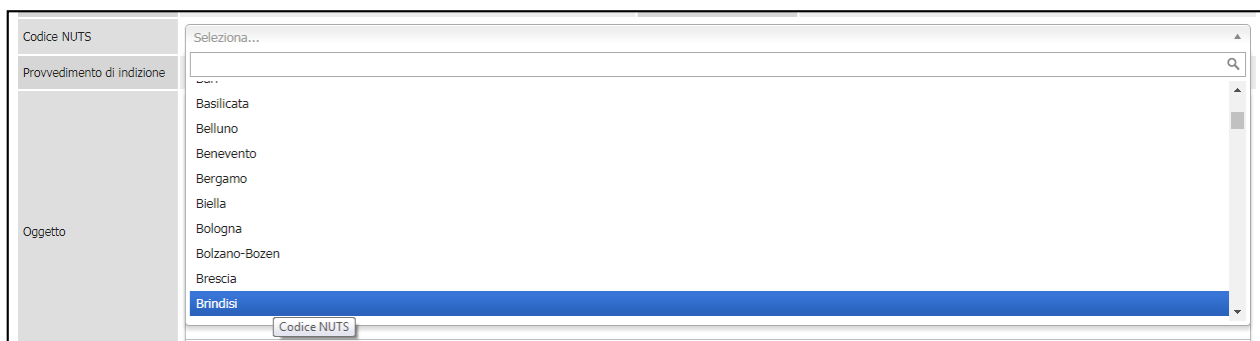 Codice NUTS
Seleziona...
Provvedimento di indizione
Basilicata
Belluno
Benevento
Bergamo
Biella
Bologna
Oggetto
Bolzano-Bozen
Brescia
Brindisi
Codice NUTS